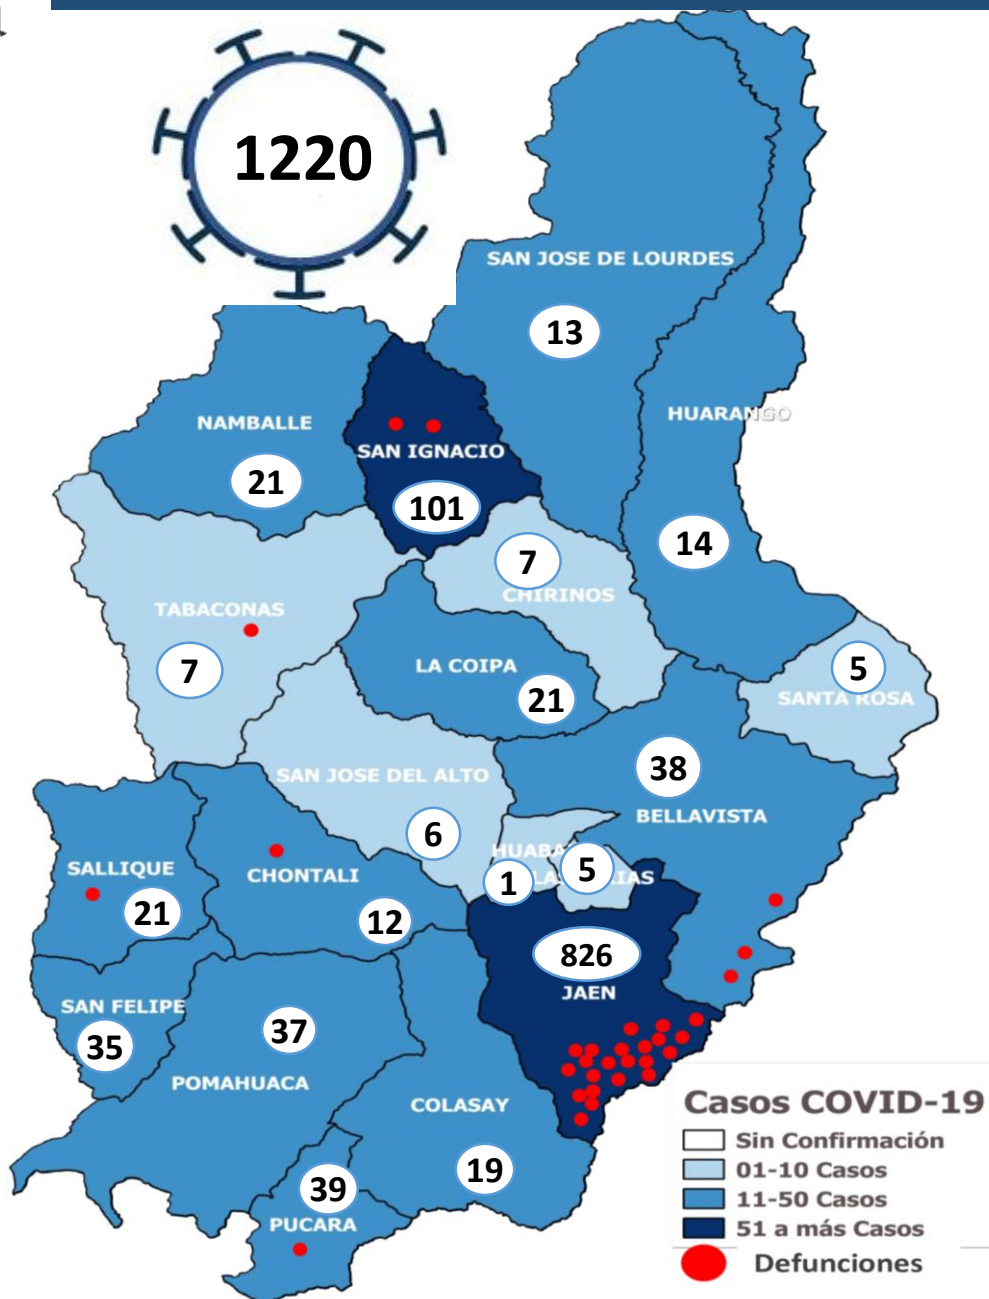 1220
SAN JOSE DE LOURDES
13
NAMBALLE
21
SAN IGNACIO
101
HUARANGO
14
7
CHIRINOS
TABACONAS
7
LA COIPA
21
5
SANTA ROSA
SAN JOSE DEL ALTO
6
38
BELLAVISTA
1
5
SALLIQUE
21
CHONTALI
12
826
JAEN
SAN FELIPE
35
37
POMAHUACA
COLASAY
19
39
PUCARA
Casos COVID-19
Sin Confirmación
01-10 Casos
11-50 Casos
51 a más Casos
Defunciones